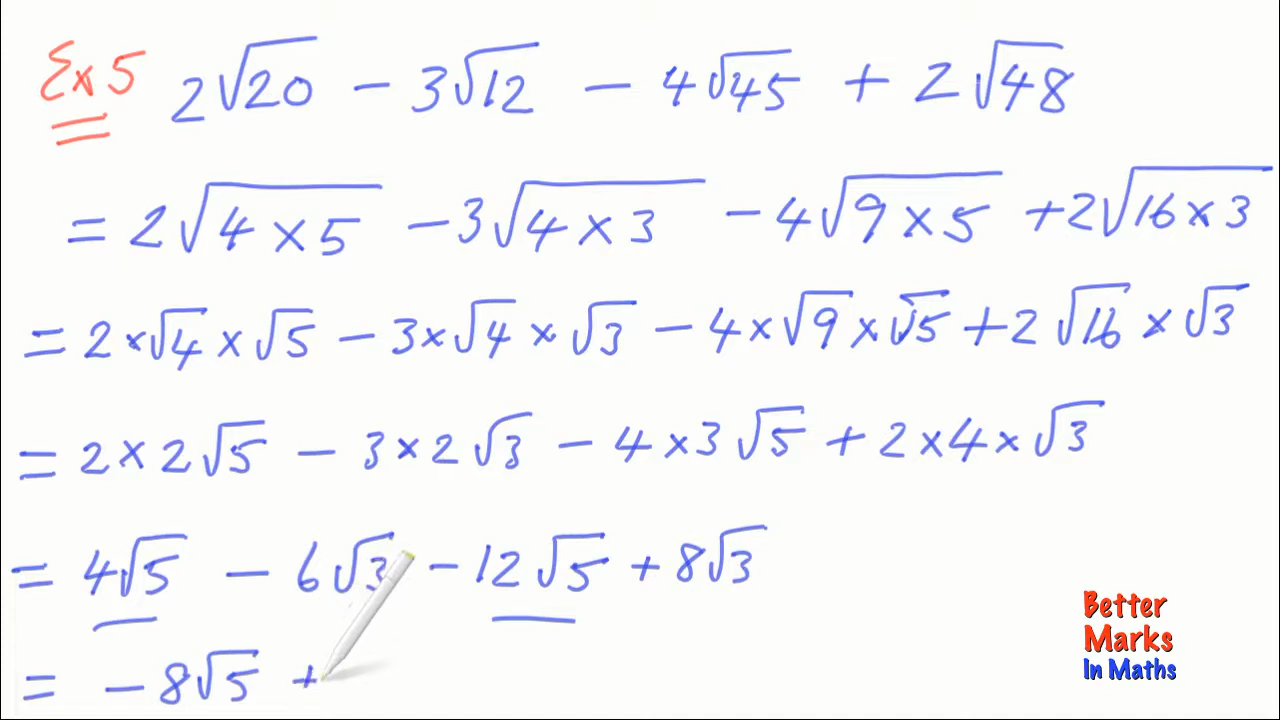 Ex 5 2√20 - 3√12 - 4√45 + 2√48
= 2√4 × 5 - 3√4 × 3 - 4√9 × 5 + 2√16 × 3
= 2 × √4 × √5 - 3 × √4 × √3 - 4 × √9 × √5 + 2√16 × √3
= 2 × 2√5 - 3 × 2√3 - 4 × 3√5 + 2 × 4 × √3
= 4√5 - 6√3 - 12√5 + 8√3
= - 8√5 +
Better
Marks
In Maths